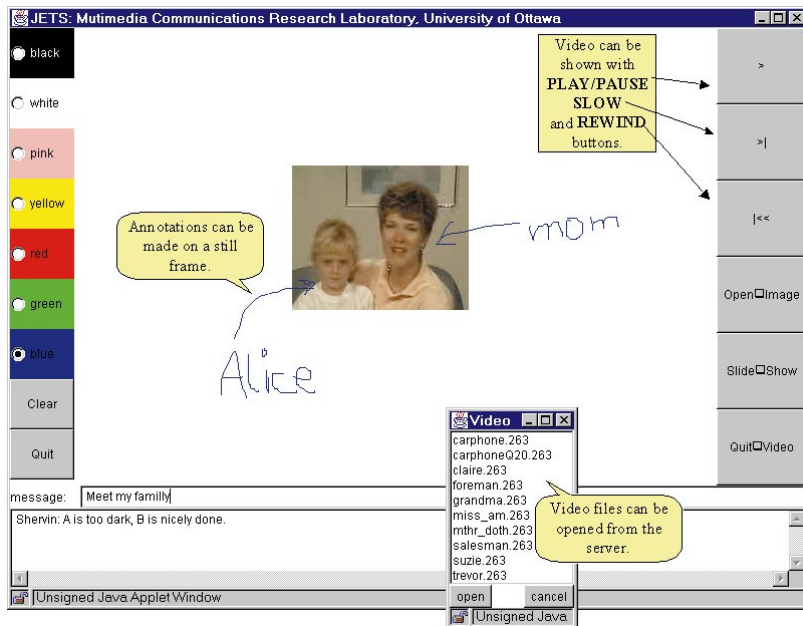 JETS: Mutimedia Communications Research Laboratory, University of Ottawa
black
white
pink
yellow
red
green
blue
Clear
Quit
Video can be
shown with
PLAY/PAUSE
SLOW
and REWIND
buttons.
>
>|
|<<
Open□Image
Slide□Show
Quit□Video
Annotations can be
made on a still
frame.
mom
Alice
message: Meet my familly
Shervin: A is too dark, B is nicely done.
Unsigned Java Applet Window
Video
carphone.263
carphoneQ20.263
claire.263
foreman.263
grandma.263
miss_am.263
mthr_doth.263
salesman.263
suzie.263
trevor.263
open cancel
Unsigned Java
Video files can be
opened from the
server.